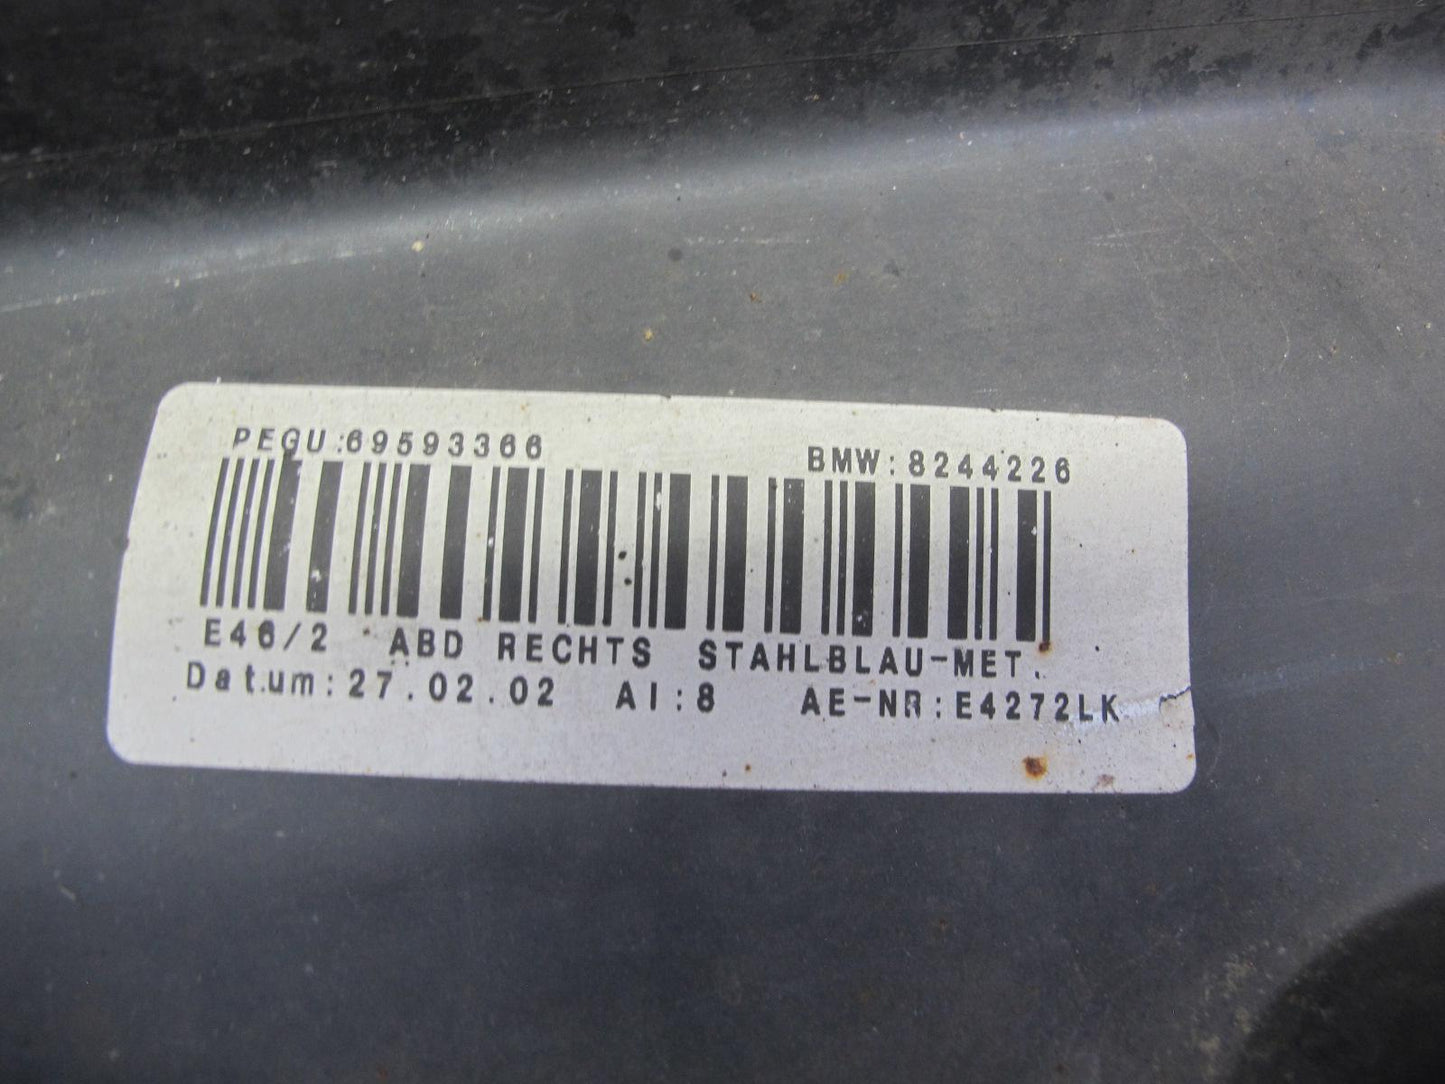 PEGU:69593366 BMW:8244226
E46/2 ABD RECHTS STAHLBLAU-MET.
Datum:27.02.02 AI:8 AE-NR:E4272LK